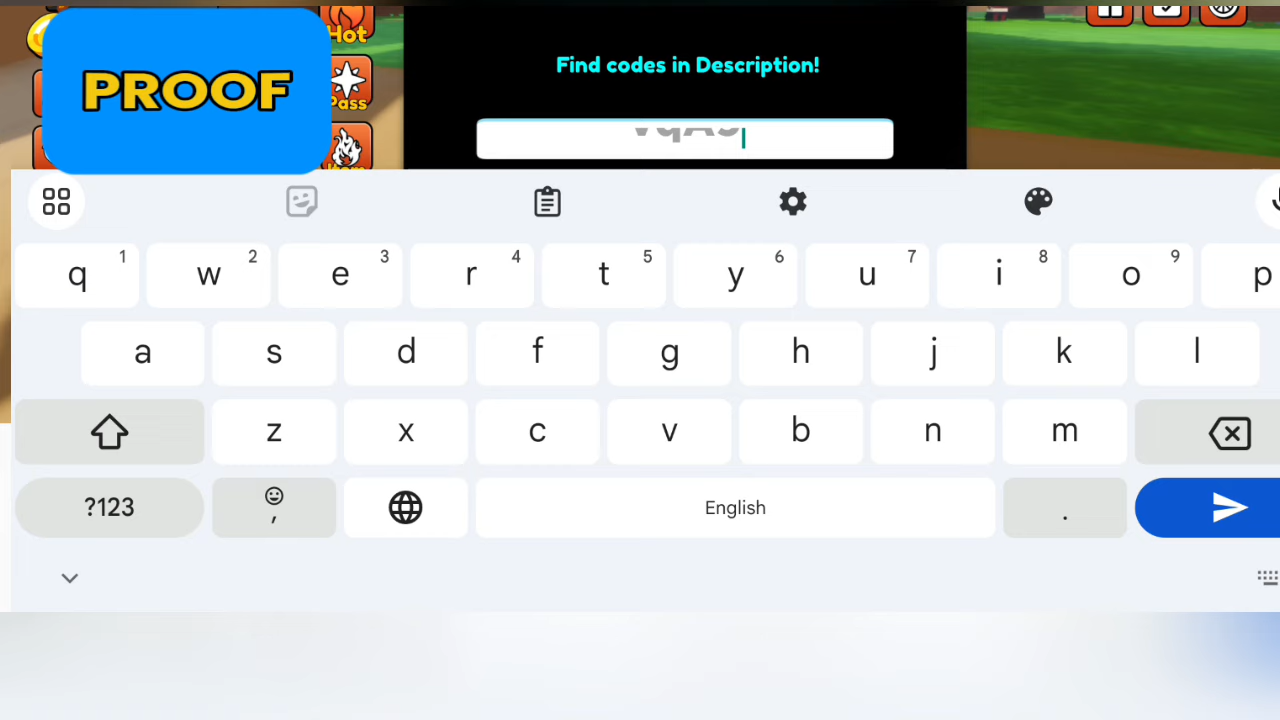 Hot
PROOF
Pass
Find codes in Description!
q 1 w 2 e 3 r 4 t 5 y 6 u 7 i 8 o 9 p
a s d f g h j k l
z x c v b n m
?123 , English .